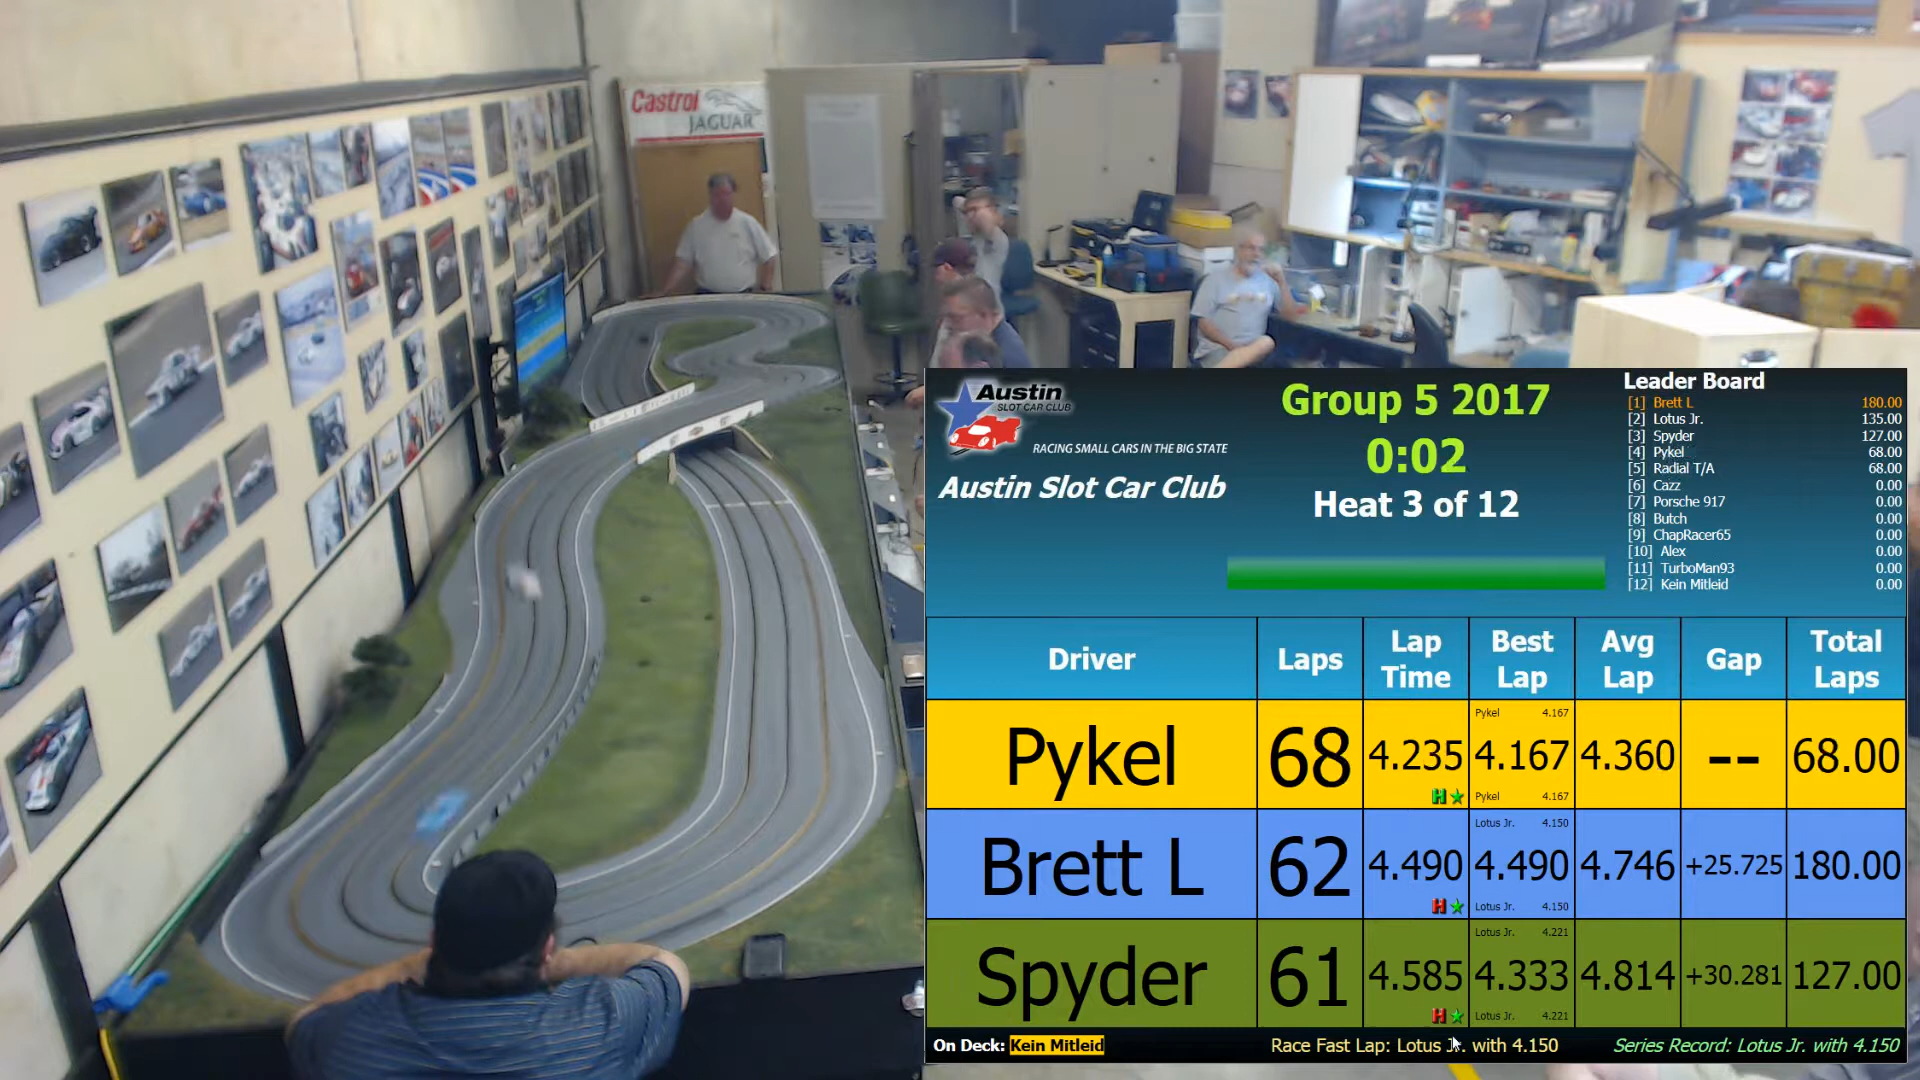 Castrol
JAGUAR
Austin
SLOT CAR CLUB
RACING SMALL CARS IN THE BIG STATE
Austin Slot Car Club
Group 5 2017
0:02
Heat 3 of 12
Leader Board
[1] Brett L 180.00
[2] Lotus Jr. 135.00
[3] Spyder 127.00
[4] Pykel 68.00
[5] Radial T/A 68.00
[6] Cazz 0.00
[7] Porsche 917 0.00
[8] Butch 0.00
[9] ChapRacer65 0.00
[10] Alex 0.00
[11] TurboMan93 0.00
[12] Kein Mitleid 0.00
Driver Laps Lap Time Best Lap Avg Lap Gap Total Laps
Pykel 4.167
Pykel 68 4.235 4.167 4.360 -- 68.00
H Pykel 4.167
Lotus Jr. 4.150
Brett L 62 4.490 4.490 4.746 +25.725 180.00
H Lotus Jr. 4.150
Lotus Jr. 4.221
Spyder 61 4.585 4.333 4.814 +30.281 127.00
H Lotus Jr. 4.221
On Deck: Kein Mitleid Race Fast Lap: Lotus Jr. with 4.150 Series Record: Lotus Jr. with 4.150